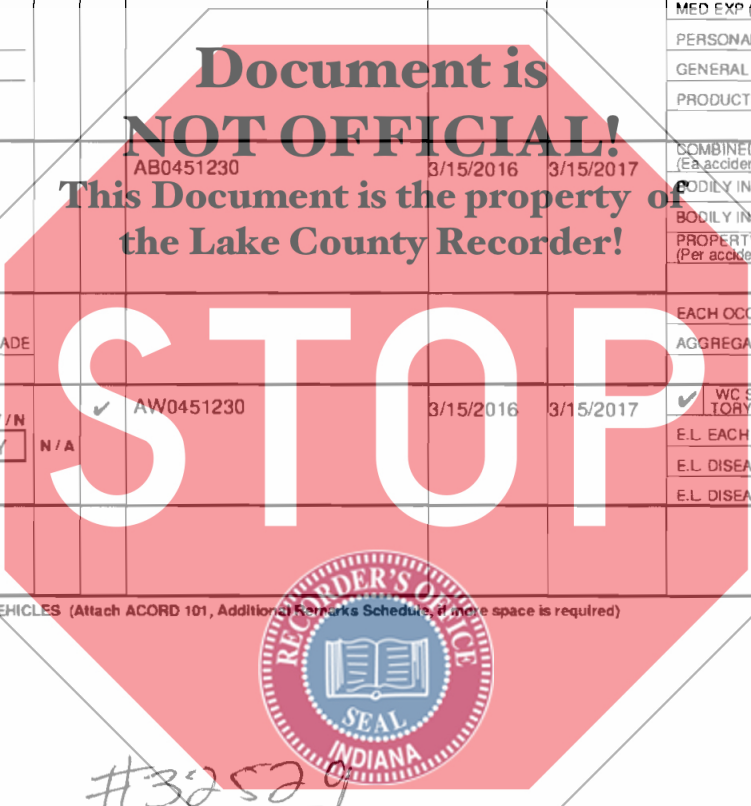 MED EXP (
PERSONAL
GENERAL
PRODUCT
Document is
NOT OFFICIAL!
AB0451230 3/15/2016 3/15/2017
COMBINED
(Ea acciden
This Document is the property of
BODILY IN
BODILY IN
the Lake County Recorder!
PROPERTY
(Per accide
EACH OCC
ADE
AGGREGA
STOP
✓ AW0451230 3/15/2016 3/15/2017
✓ WC S
TORY
/ N
Y N / A
E.L. EACH
E.L. DISEA
E.L. DISEA
EHICLES (Attach ACORD 101, Additional Remarks Schedule, if more space is required)
RECORDER'S OFFICE
SEAL
INDIANA
#32529